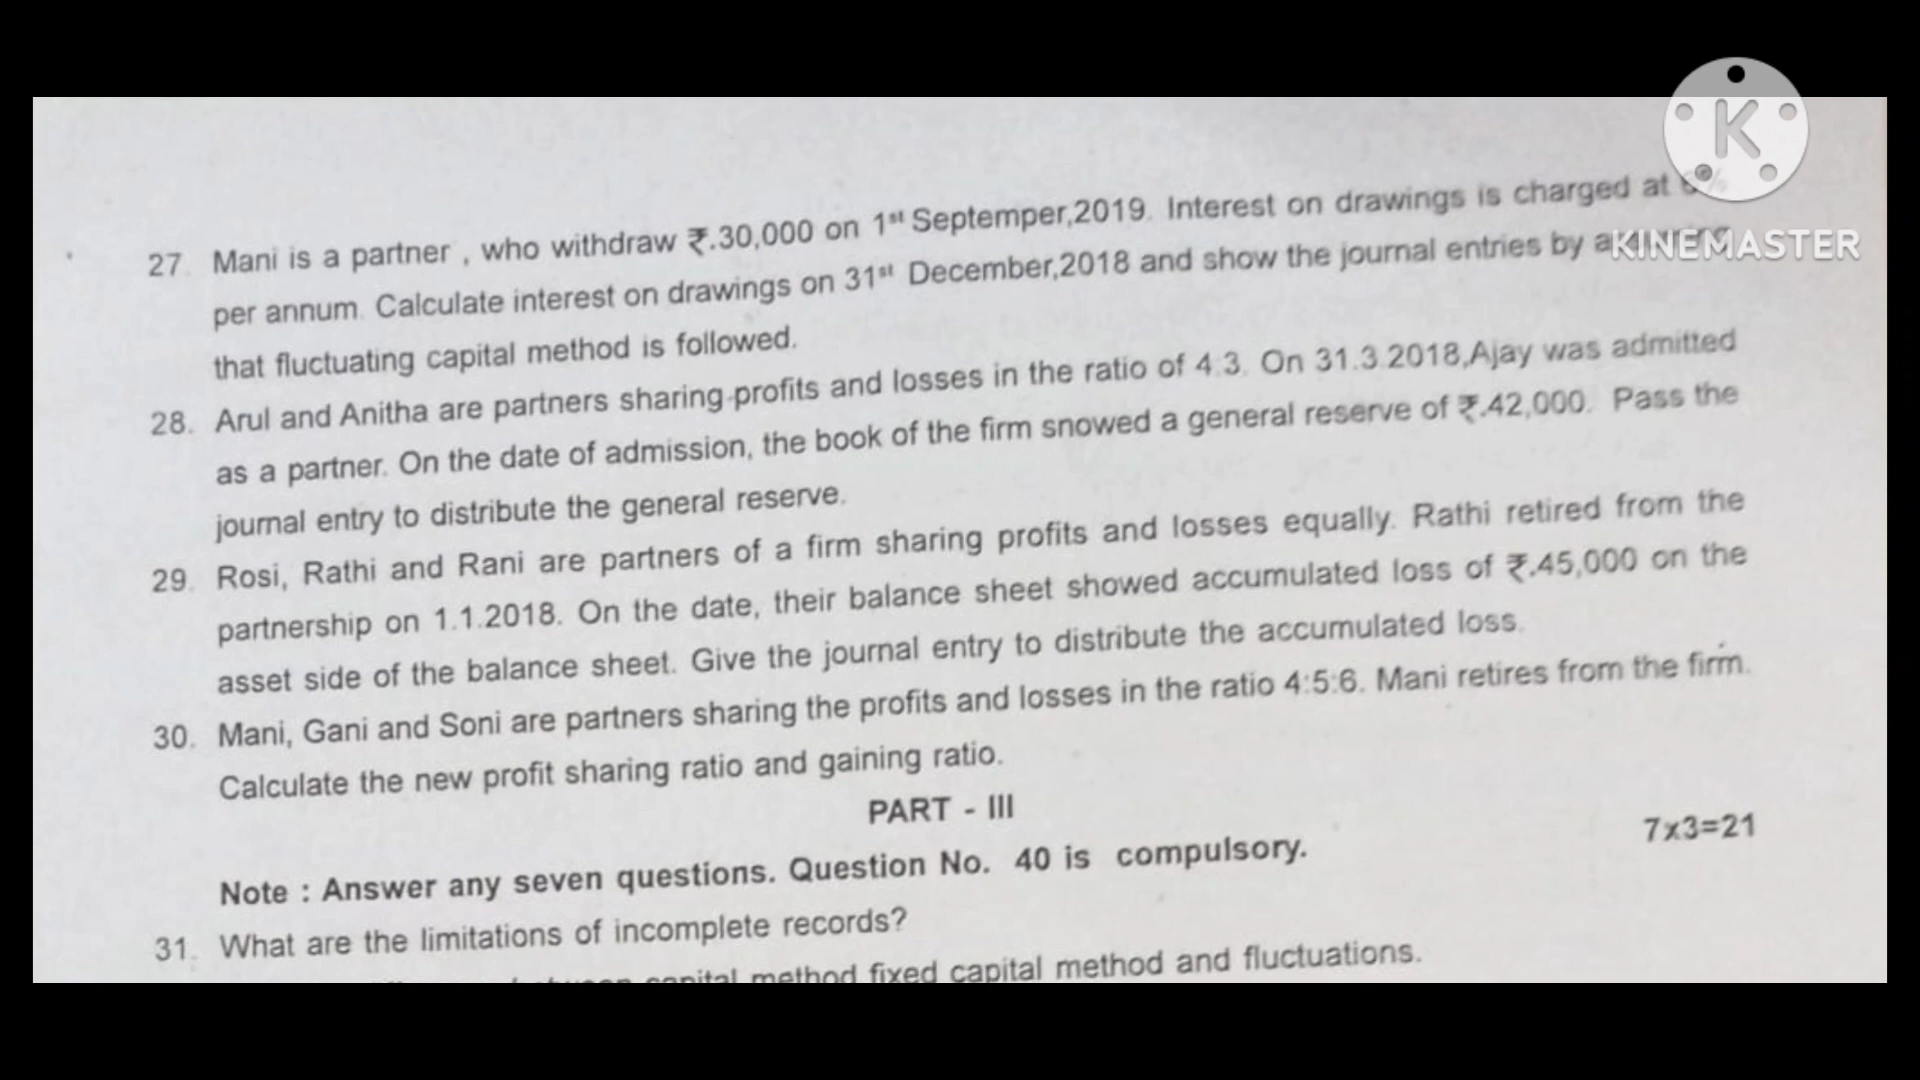 K
KINEMASTER
27. Mani is a partner , who withdraw ₹.30,000 on 1st Septemper,2019. Interest on drawings is charged at
per annum. Calculate interest on drawings on 31st December,2018 and show the journal entries by
that fluctuating capital method is followed.
28. Arul and Anitha are partners sharing profits and losses in the ratio of 4:3. On 31.3.2018,Ajay was admitted
as a partner. On the date of admission, the book of the firm snowed a general reserve of ₹.42,000. Pass the
journal entry to distribute the general reserve.
29. Rosi, Rathi and Rani are partners of a firm sharing profits and losses equally. Rathi retired from the
partnership on 1.1.2018. On the date, their balance sheet showed accumulated loss of ₹.45,000 on the
asset side of the balance sheet. Give the journal entry to distribute the accumulated loss.
30. Mani, Gani and Soni are partners sharing the profits and losses in the ratio 4:5:6. Mani retires from the firm.
Calculate the new profit sharing ratio and gaining ratio.
PART - III
7x3=21
Note : Answer any seven questions. Question No. 40 is compulsory.
31. What are the limitations of incomplete records?
capital method fixed capital method and fluctuations.